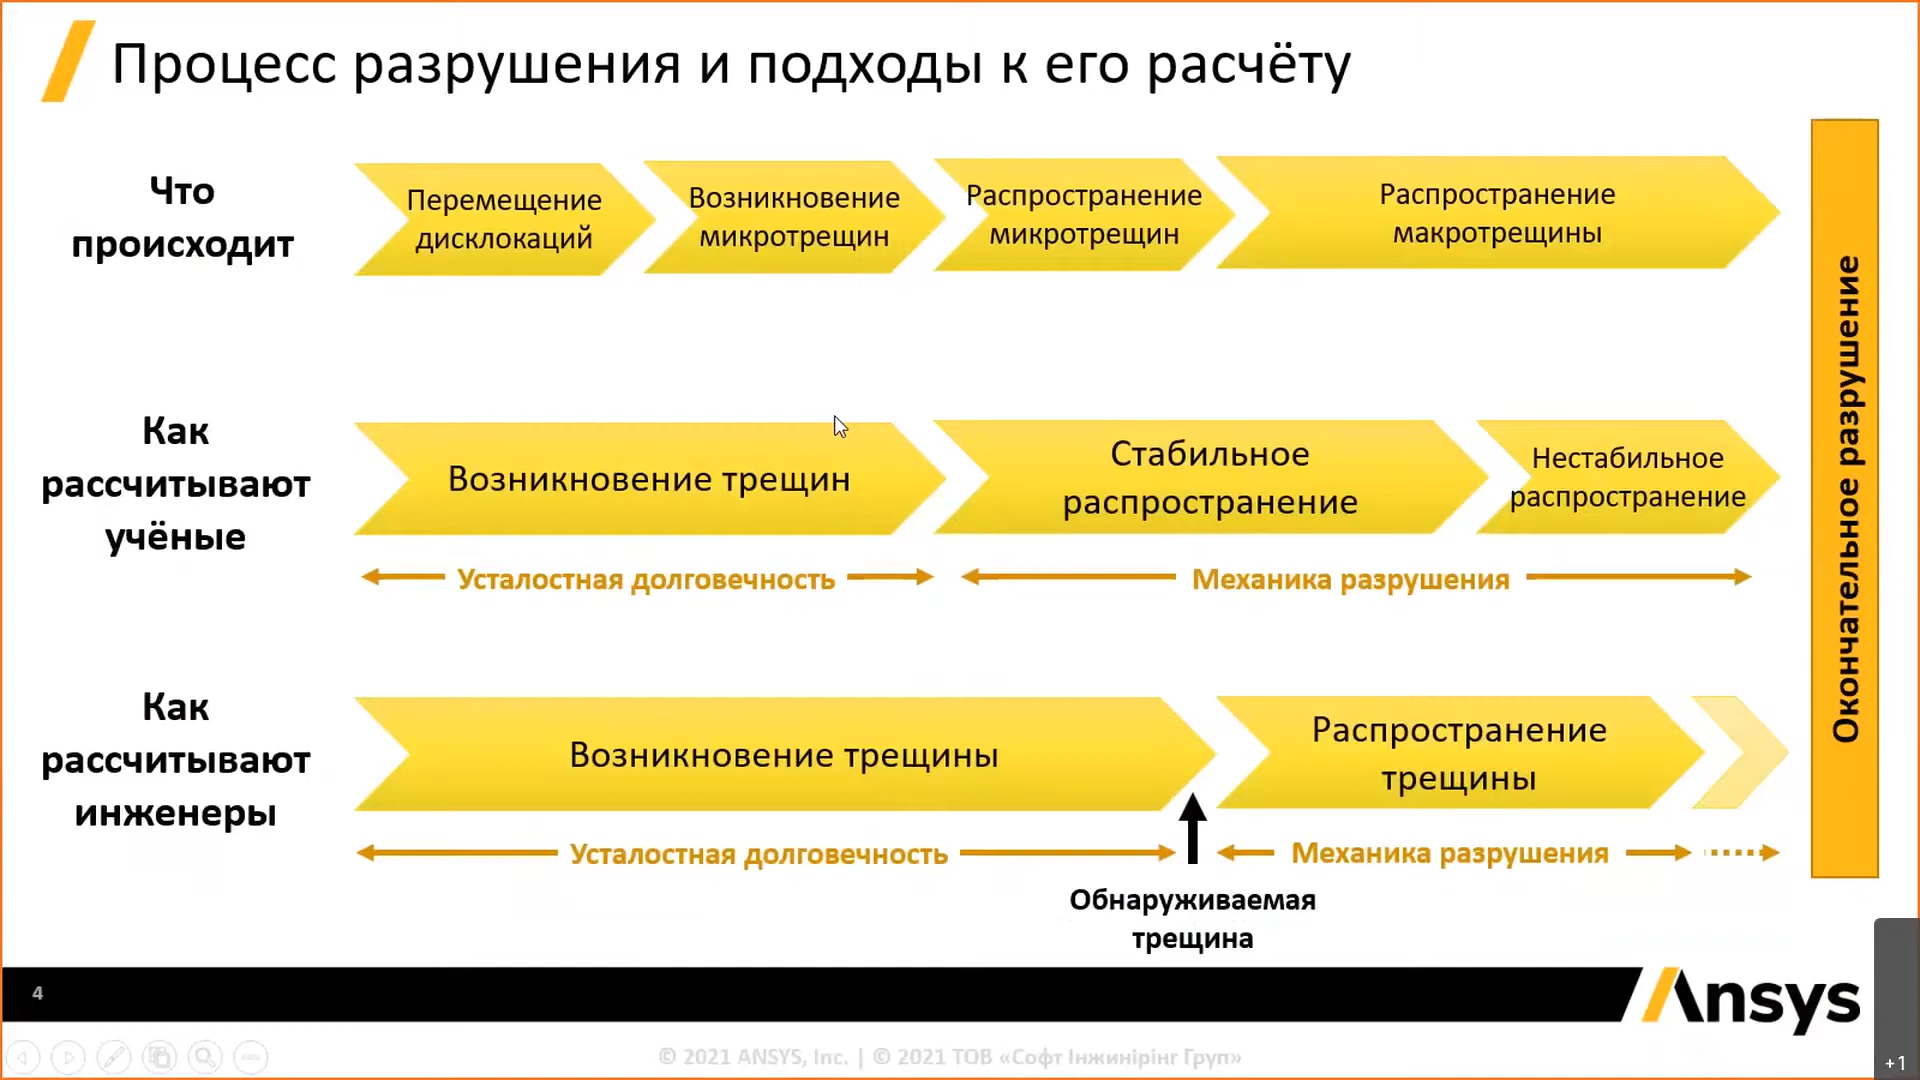 Процесс разрушения и подходы к его расчёту
Что
происходит
Перемещение
дисклокаций
Возникновение
микротрещин
Распространение
микротрещин
Распространение
макротрещины
Как
рассчитывают
учёные
Возникновение трещин
Стабильное
распространение
Нестабильное
распространение
Усталостная долговечность
Механика разрушения
Как
рассчитывают
инженеры
Возникновение трещины
Распространение
трещины
Усталостная долговечность
Механика разрушения
Обнаруживаемая
трещина
Окончательное разрушение
4
Ansys
© 2021 ANSYS, Inc. | © 2021 ТОВ «Софт Інжинірінг Груп»
+1